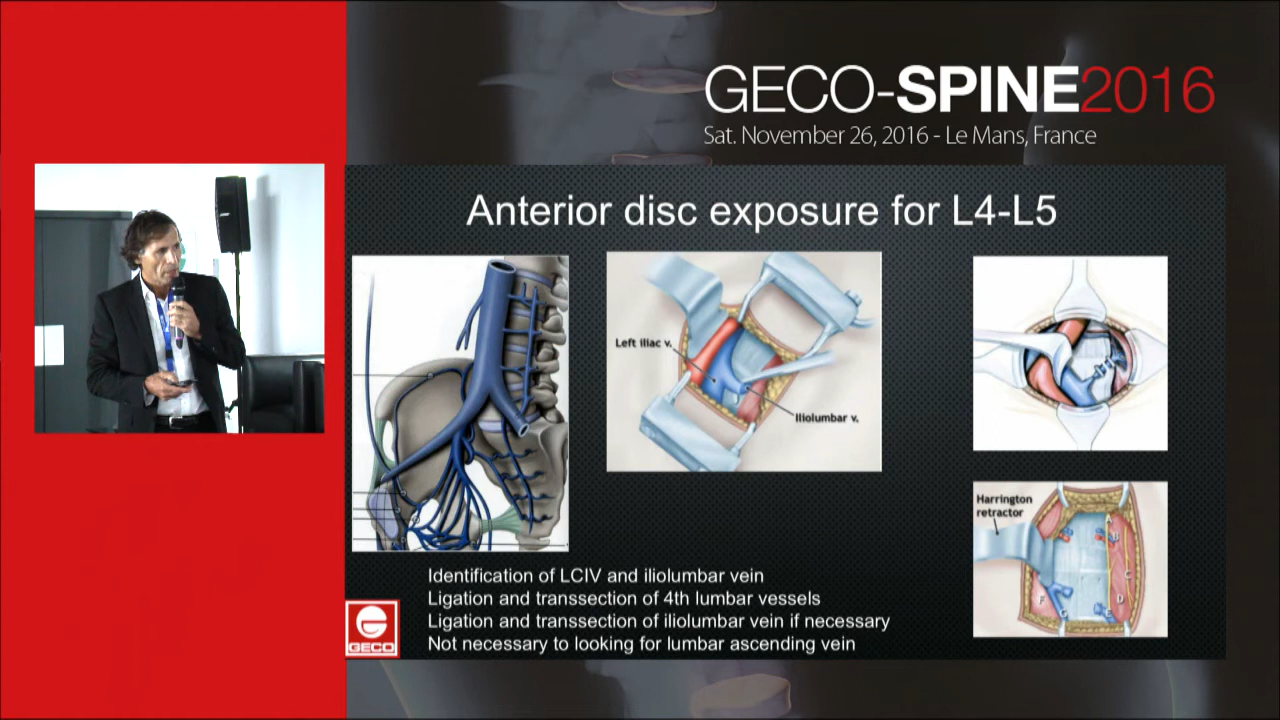 GECO-SPINE2016
Sat. November 26, 2016 - Le Mans, France
Anterior disc exposure for L4-L5
Left iliac v.
Iliolumbar v.
Harrington
retractor
Identification of LCIV and iliolumbar vein
Ligation and transsection of 4th lumbar vessels
Ligation and transsection of iliolumbar vein if necessary
Not necessary to looking for lumbar ascending vein
GECO